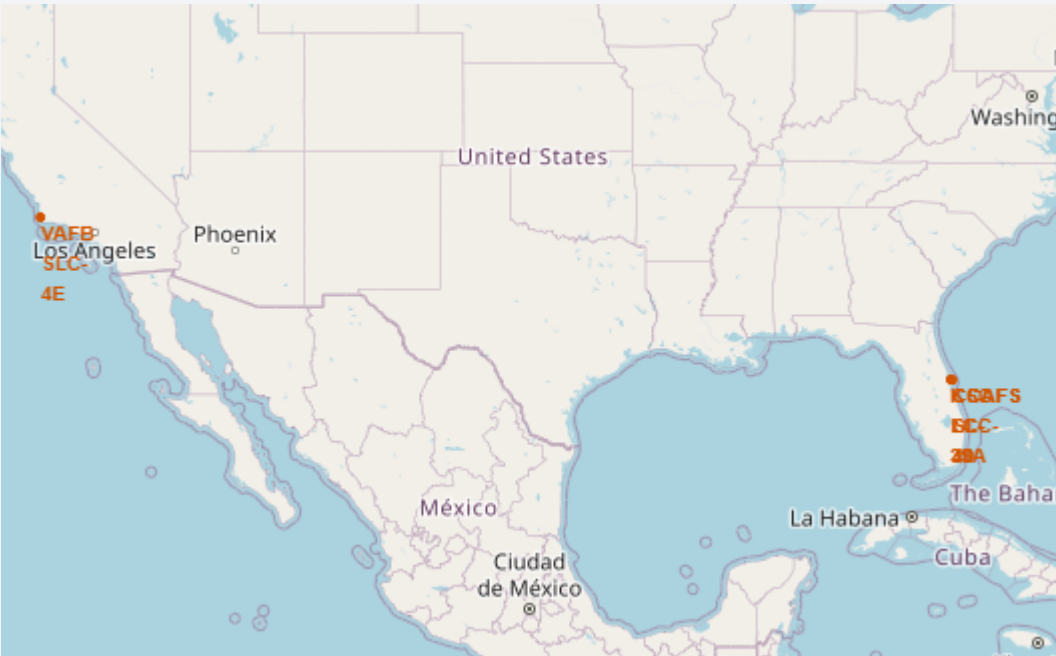 Washing
United States
Phoenix
VAFB
Los Angeles
SLC-
4E
The Baha
México
La Habana
Cuba
Ciudad
de México